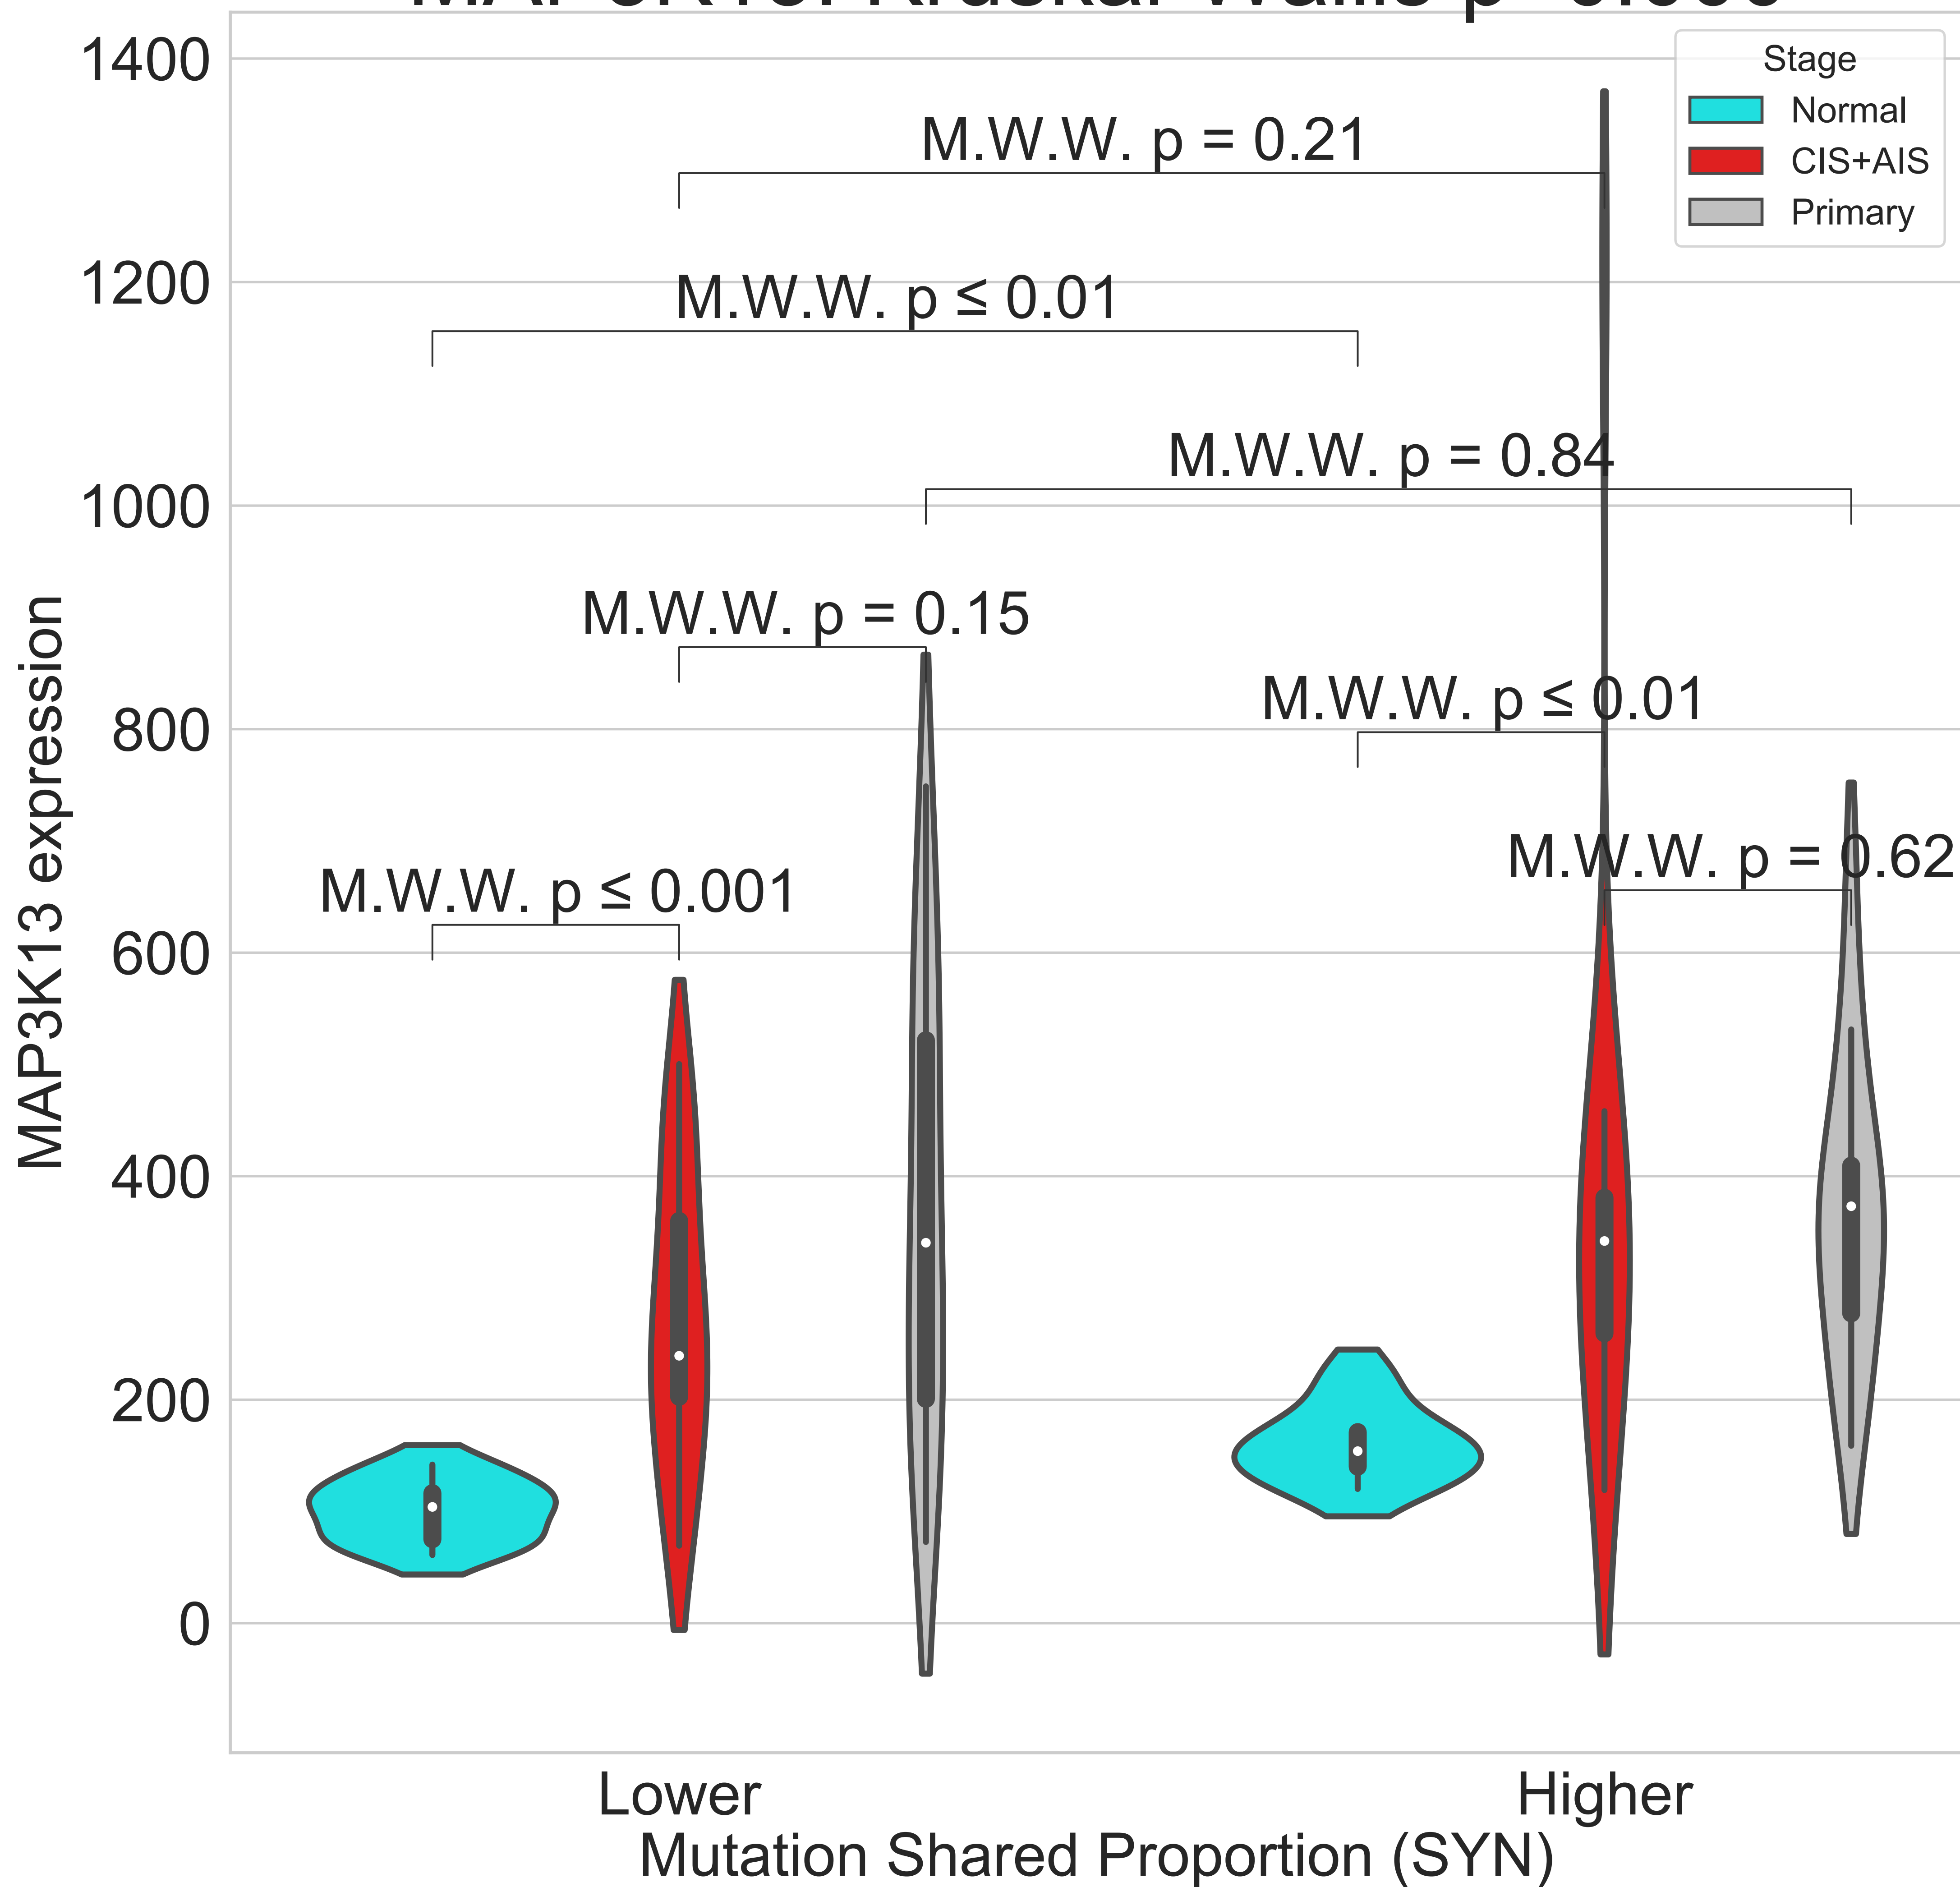 1400
1200
1000
800
600
400
200
0
MAP3K13 expression
Stage
Normal
CIS+AIS
Primary
M.W.W. p = 0.21
M.W.W. p ≤ 0.01
M.W.W. p = 0.84
M.W.W. p = 0.15
M.W.W. p ≤ 0.01
M.W.W. p = 0.62
M.W.W. p ≤ 0.001
Lower
Higher
Mutation Shared Proportion (SYN)